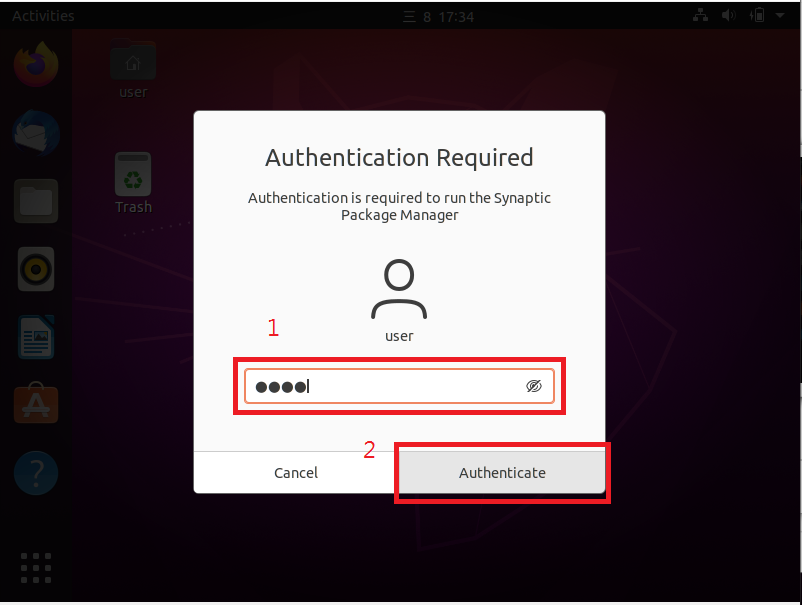 Activities
三 8 17:34
user
Trash
Authentication Required
Authentication is required to run the Synaptic
Package Manager
user
1
2
Cancel
Authenticate